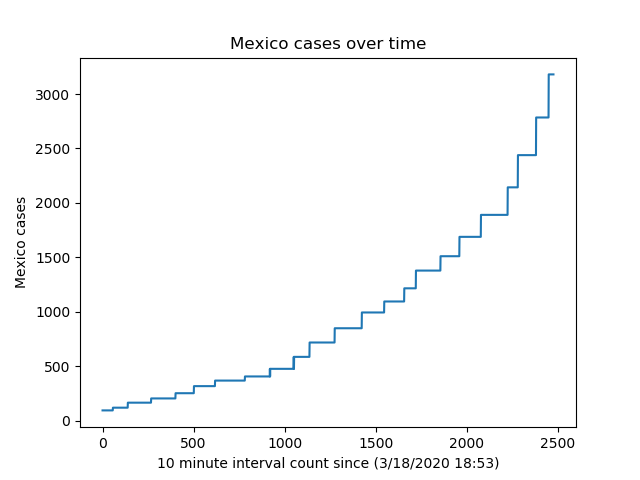 Mexico cases over time
3000
2500
2000
1500
1000
500
0
Mexico cases
0 500 1000 1500 2000 2500
10 minute interval count since (3/18/2020 18:53)